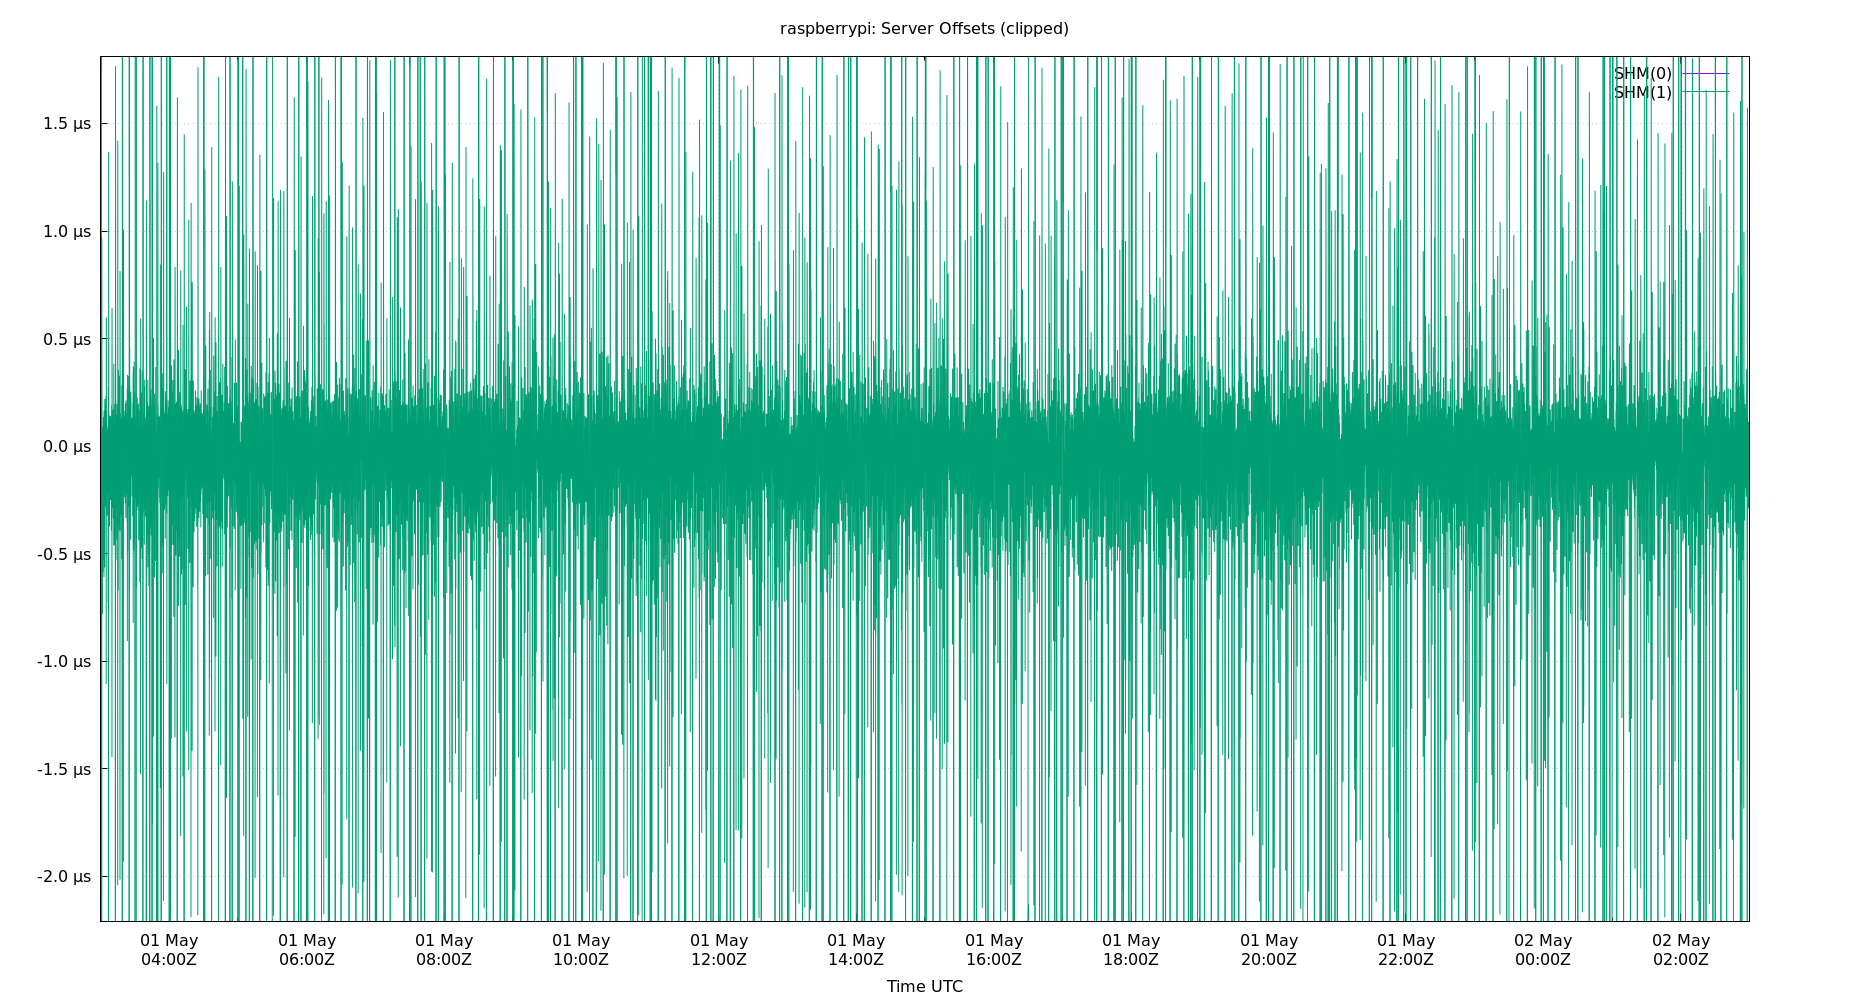 raspberrypi: Server Offsets (clipped)
SHM(0)
SHM(1)
1.5 µs
1.0 µs
0.5 µs
0.0 µs
-0.5 µs
-1.0 µs
-1.5 µs
-2.0 µs
01 May 01 May 01 May 01 May 01 May 01 May 01 May 01 May 01 May 01 May 02 May 02 May
04:00Z 06:00Z 08:00Z 10:00Z 12:00Z 14:00Z 16:00Z 18:00Z 20:00Z 22:00Z 00:00Z 02:00Z
Time UTC